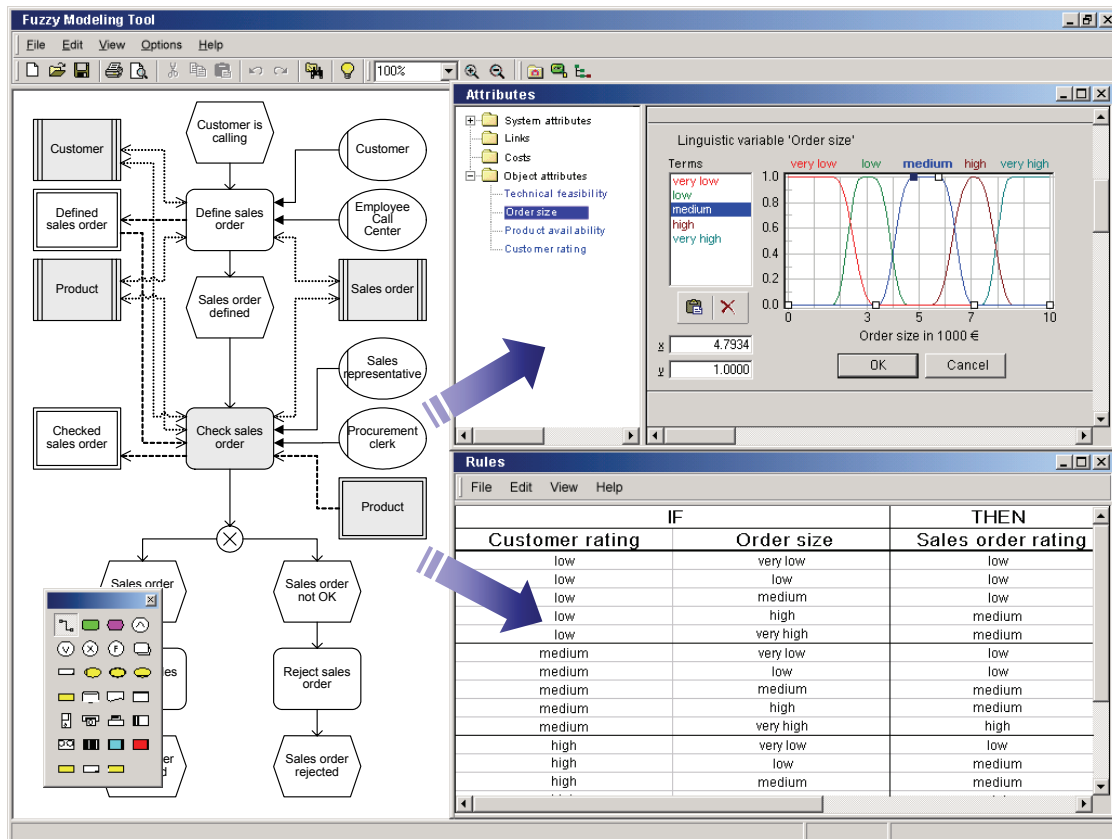 Fuzzy Modeling Tool
File Edit View Options Help
100%
Customer is
calling
Customer
Customer
Defined
sales order
Define sales
order
Employee
Call
Center
Product
Sales order
defined
Sales order
Sales
representative
Checked
sales order
Check sales
order
Procurement
clerk
Product
Sales order
Sales order
not OK
Reject sales
order
Sales order
rejected
Attributes
System attributes
Links
Costs
Object attributes
Technical feasibility
Order size
Product availability
Customer rating
Linguistic variable 'Order size'
Terms
very low
low
medium
high
very high
very low low medium high very high
1.0
0.8
0.6
0.4
0.2
0.0
0 3 5 7 10
Order size in 1000 €
x 4.7934
y 1.0000
OK Cancel
Rules
File Edit View Help
IF THEN
Customer rating Order size Sales order rating
low very low low
low low low
low medium low
low high medium
low very high medium
medium very low low
medium low low
medium medium medium
medium high medium
medium very high high
high very low low
high low medium
high medium medium